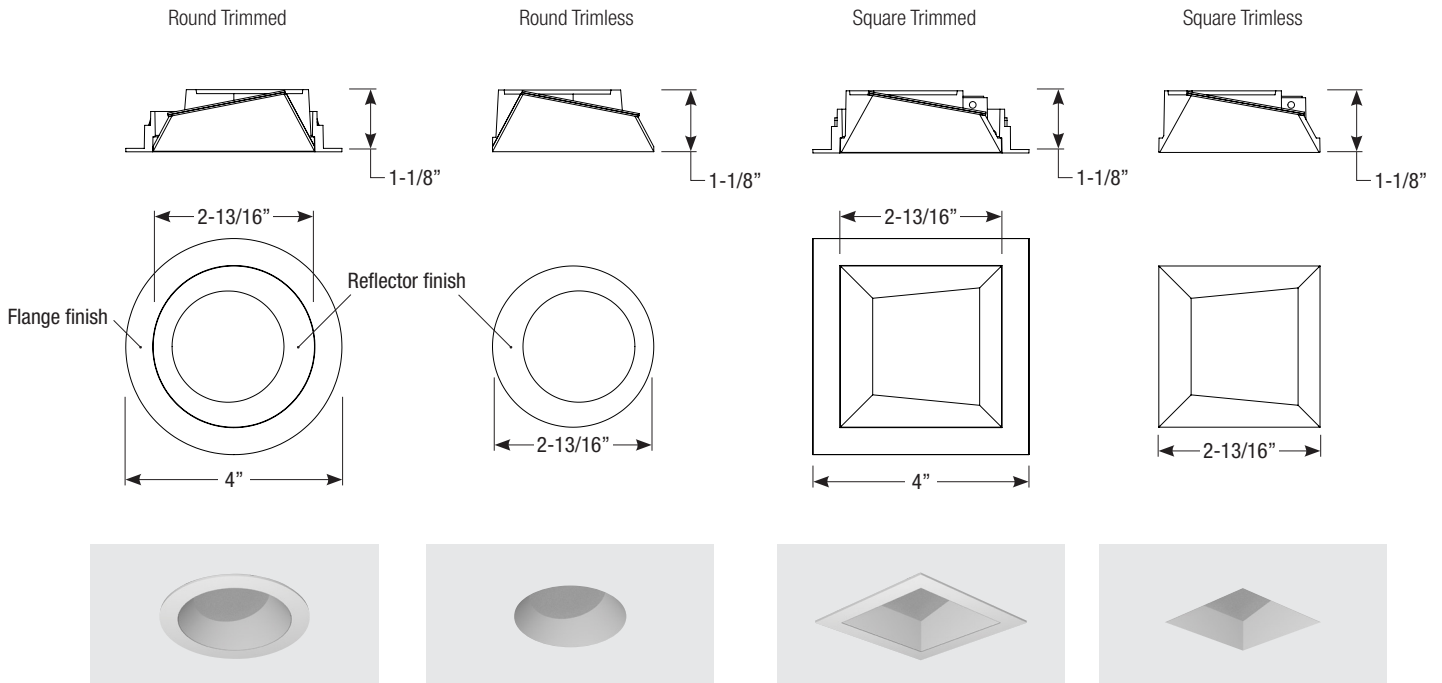 Round Trimmed
Round Trimless
Square Trimmed
Square Trimless
1-1/8”
1-1/8”
1-1/8”
1-1/8”
2-13/16”
2-13/16”
Reflector finish
Flange finish
2-13/16”
2-13/16”
4”
4”